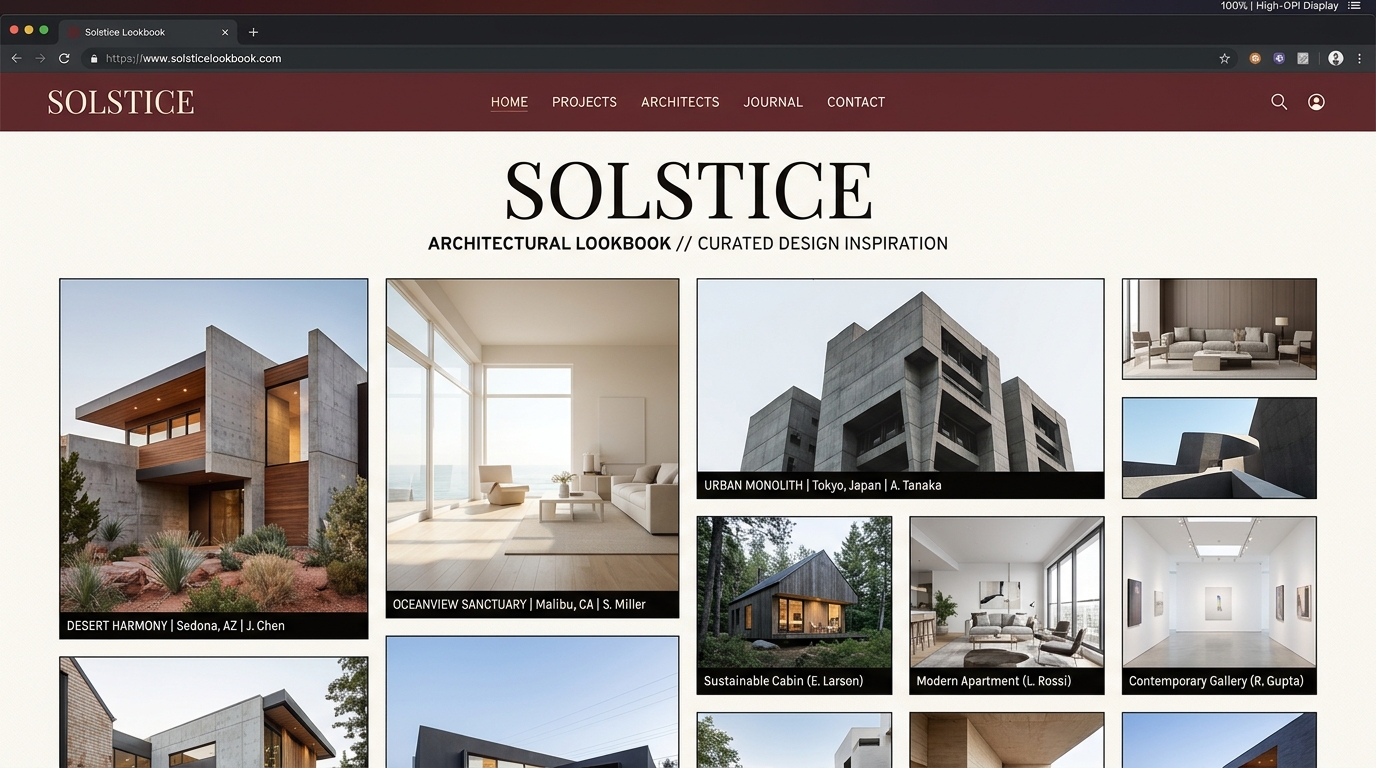 100% | High-OPI Display
Solstice Lookbook
https://www.solsticelookbook.com
SOLSTICE
HOME PROJECTS ARCHITECTS JOURNAL CONTACT
SOLSTICE
ARCHITECTURAL LOOKBOOK // CURATED DESIGN INSPIRATION
URBAN MONOLITH | Tokyo, Japan | A. Tanaka
OCEANVIEW SANCTUARY | Malibu, CA | S. Miller
DESERT HARMONY | Sedona, AZ | J. Chen
Sustainable Cabin (E. Larson)
Modern Apartment (L. Rossi)
Contemporary Gallery (R. Gupta)